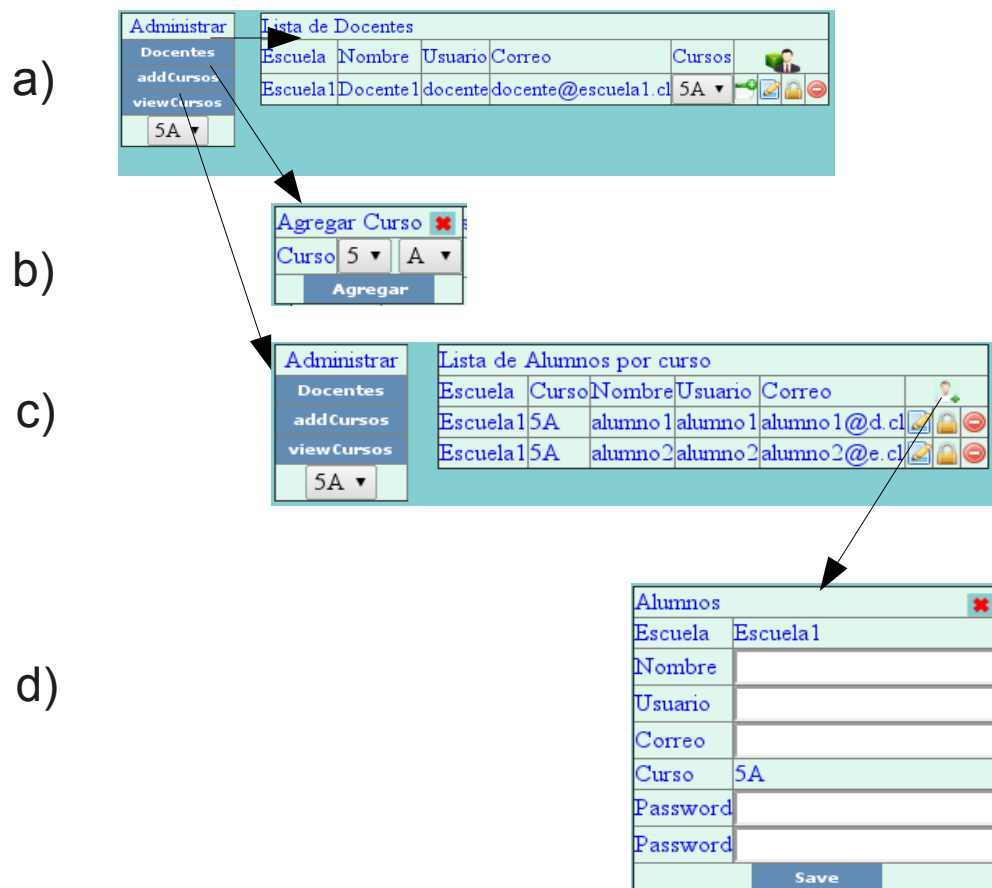 a)
Administrar
Docentes
addCursos
viewCursos
5A
Lista de Docentes
Escuela Nombre Usuario Correo Cursos
Escuela1 Docente1 docente docente@escuela1.cl 5A
b)
Agregar Curso
Curso 5 A
Agregar
c)
Administrar
Docentes
addCursos
viewCursos
5A
Lista de Alumnos por curso
Escuela Curso Nombre Usuario Correo
Escuela1 5A alumno1 alumno1 alumno1@d.cl
Escuela1 5A alumno2 alumno2 alumno2@e.cl
d)
Alumnos
Escuela Escuela1
Nombre
Usuario
Correo
Curso 5A
Password
Password
Save